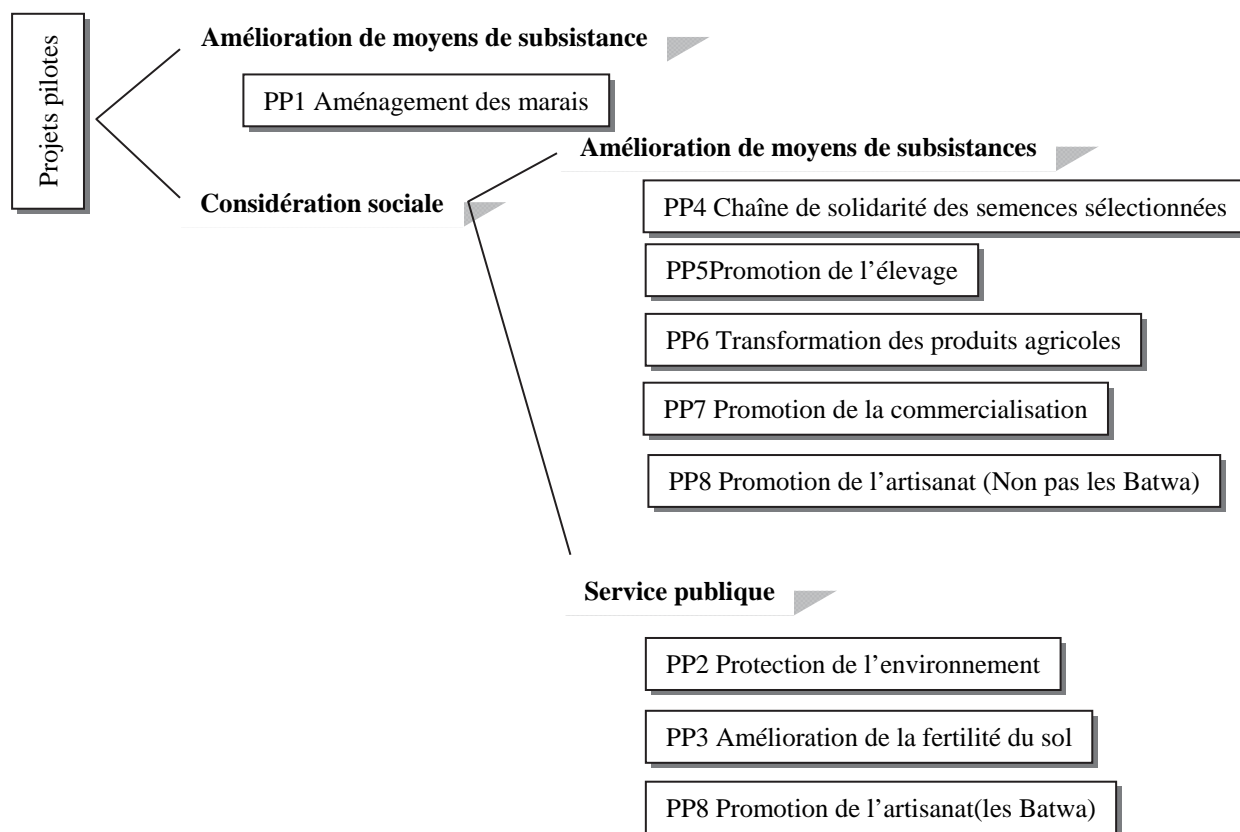 Projets pilotes
Amélioration de moyens de subsistance
PP1 Aménagement des marais
Considération sociale
Amélioration de moyens de subsistances
PP4 Chaîne de solidarité des semences sélectionnées
PP5Promotion de l’élevage
PP6 Transformation des produits agricoles
PP7 Promotion de la commercialisation
PP8 Promotion de l’artisanat (Non pas les Batwa)
Service publique
PP2 Protection de l’environnement
PP3 Amélioration de la fertilité du sol
PP8 Promotion de l’artisanat(les Batwa)